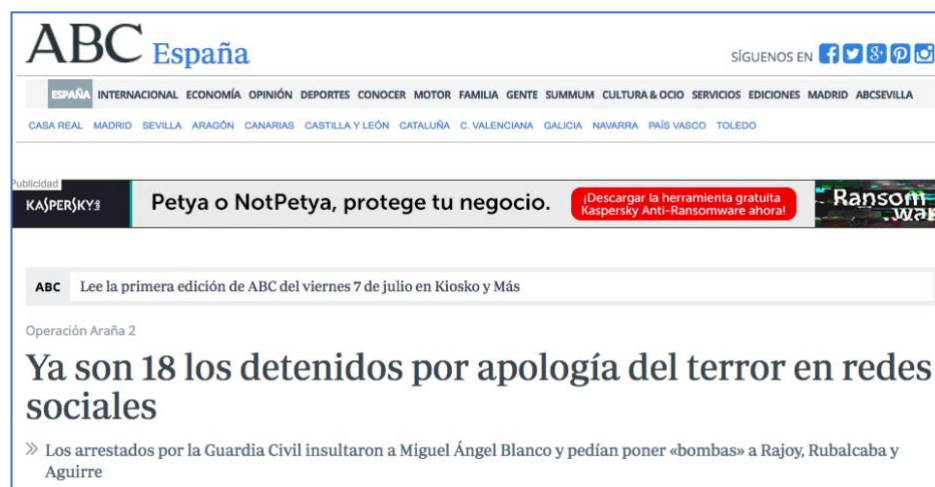 ABC España
SÍGUENOS EN
ESPAÑA INTERNACIONAL ECONOMÍA OPINIÓN DEPORTES CONOCER MOTOR FAMILIA GENTE SUMMUM CULTURA & OCIO SERVICIOS EDICIONES MADRID ABCSEVILLA
CASA REAL MADRID SEVILLA ARAGÓN CANARIAS CASTILLA Y LEÓN CATALUÑA C. VALENCIANA GALICIA NAVARRA PAÍS VASCO TOLEDO
Publicidad
KASPERSKY
Petya o NotPetya, protege tu negocio.
¡Descargar la herramienta gratuita
Kaspersky Anti-Ransomware ahora!
Ransom
ABC Lee la primera edición de ABC del viernes 7 de julio en Kiosko y Más
Operación Araña 2
Ya son 18 los detenidos por apología del terror en redes
sociales
Los arrestados por la Guardia Civil insultaron a Miguel Ángel Blanco y pedían poner «bombas» a Rajoy, Rubalcaba y
Aguirre